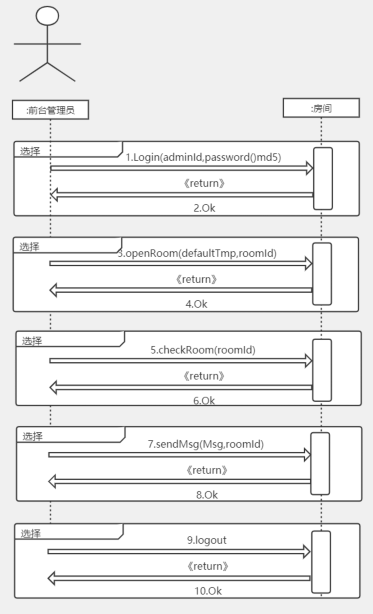 :前台管理员
:房间
选择
1.Login(adminId,password()md5)
《return》
2.Ok
选择
3.openRoom(defaultTmp,roomId)
《return》
4.Ok
选择
5.checkRoom(roomId)
《return》
6.Ok
选择
7.sendMsg(Msg,roomId)
《return》
8.Ok
选择
9.logout
《return》
10.Ok